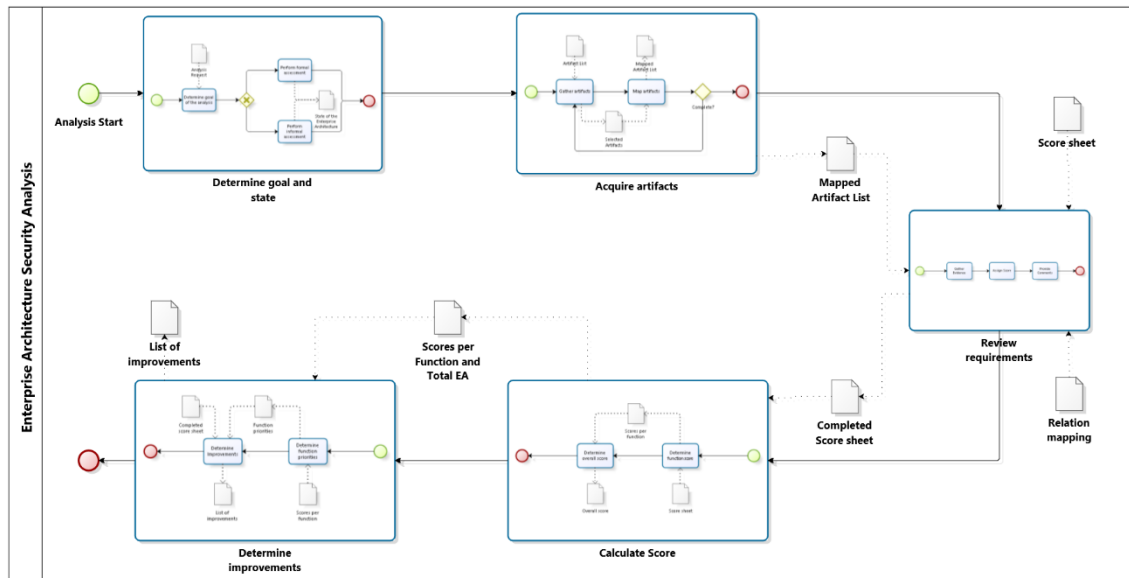 Enterprise Architecture Security Analysis
Analysis Start
Analysis
Request
Determine goal
of the analysis
Perform formal
assessment
Perform informal
assessment
State of the
Enterprise
Architecture
Determine goal and
state
Artifact List
Mapped
Artifact List
Gather artifacts
Map artifacts
Complete?
Selected
Artifacts
Acquire artifacts
Mapped
Artifact List
Score sheet
Review
requirements
Relation
mapping
Completed
Score sheet
Scores per
Function and
Total EA
List of
improvements
Completed
score sheet
Function
priorities
Determine
improvements
Determine
function
priorities
List of
improvements
Scores per
function
Determine
improvements
Scores per
function
Determine
overall score
Determine
function score
Overall score
Score sheet
Calculate Score